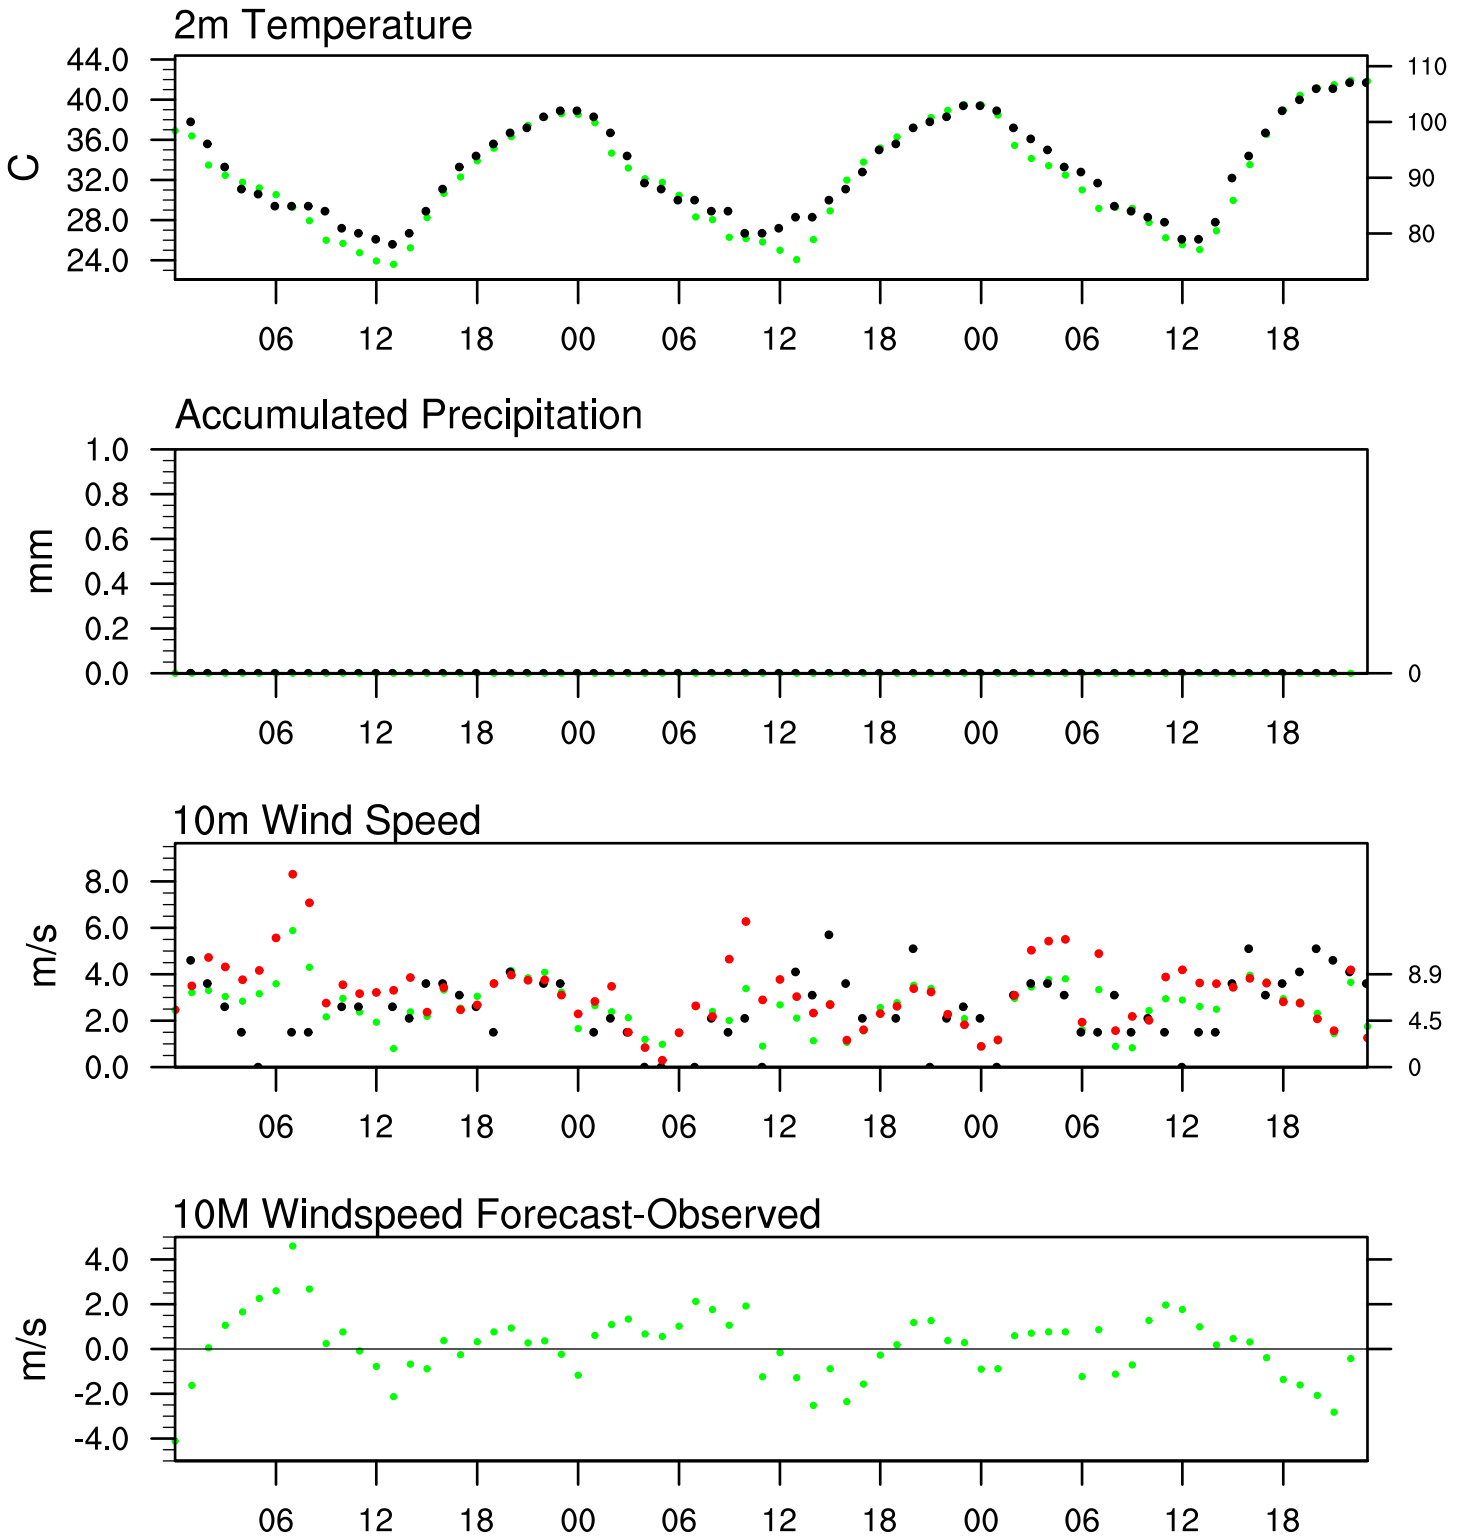 2m Temperature
44.0
40.0
36.0
32.0
28.0
24.0
C
110
100
90
80
06 12 18 00 06 12 18 00 06 12 18
Accumulated Precipitation
1.0
0.8
0.6
0.4
0.2
0.0
mm
0
06 12 18 00 06 12 18 00 06 12 18
10m Wind Speed
8.0
6.0
4.0
2.0
0.0
m/s
8.9
4.5
0
06 12 18 00 06 12 18 00 06 12 18
10M Windspeed Forecast-Observed
4.0
2.0
0.0
-2.0
-4.0
m/s
06 12 18 00 06 12 18 00 06 12 18